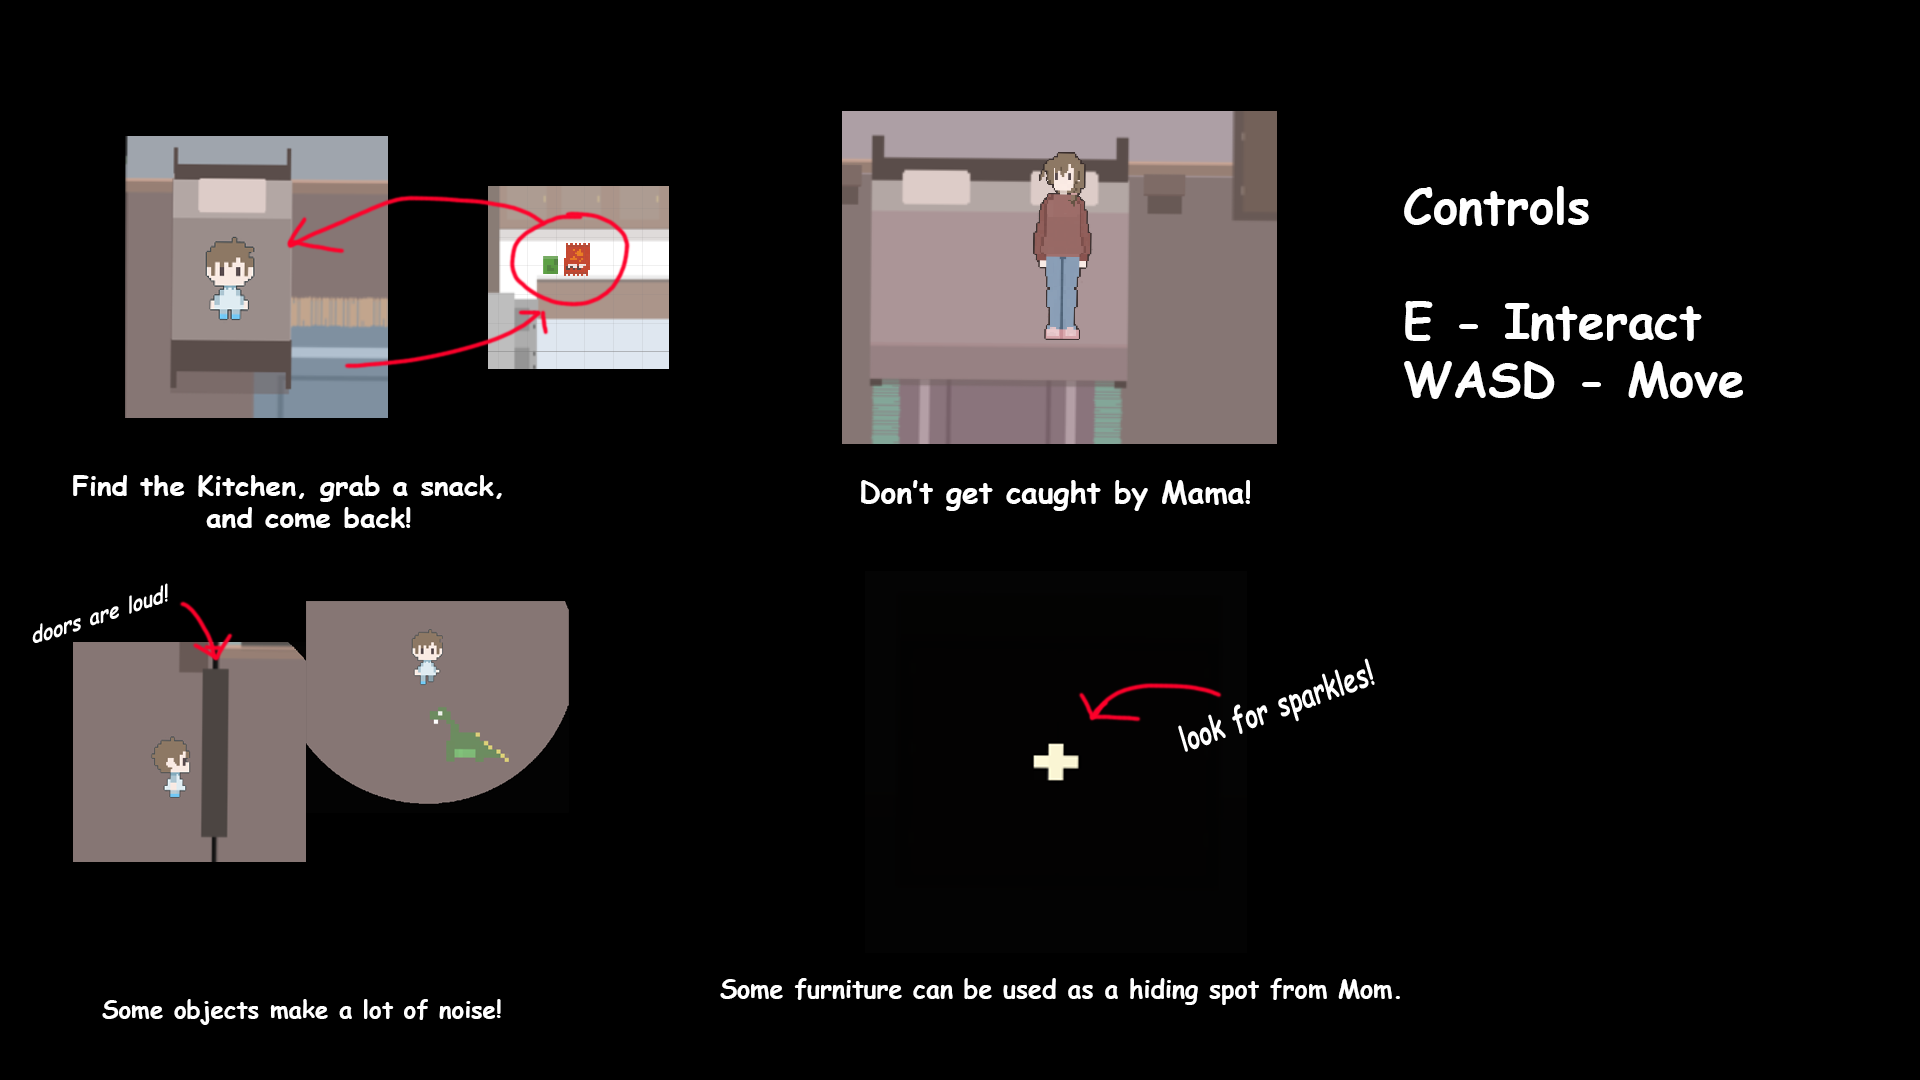 Controls
E - Interact
WASD - Move
Find the Kitchen, grab a snack,
and come back!
Don't get caught by Mama!
doors are loud!
look for sparkles!
Some objects make a lot of noise!
Some furniture can be used as a hiding spot from Mom.